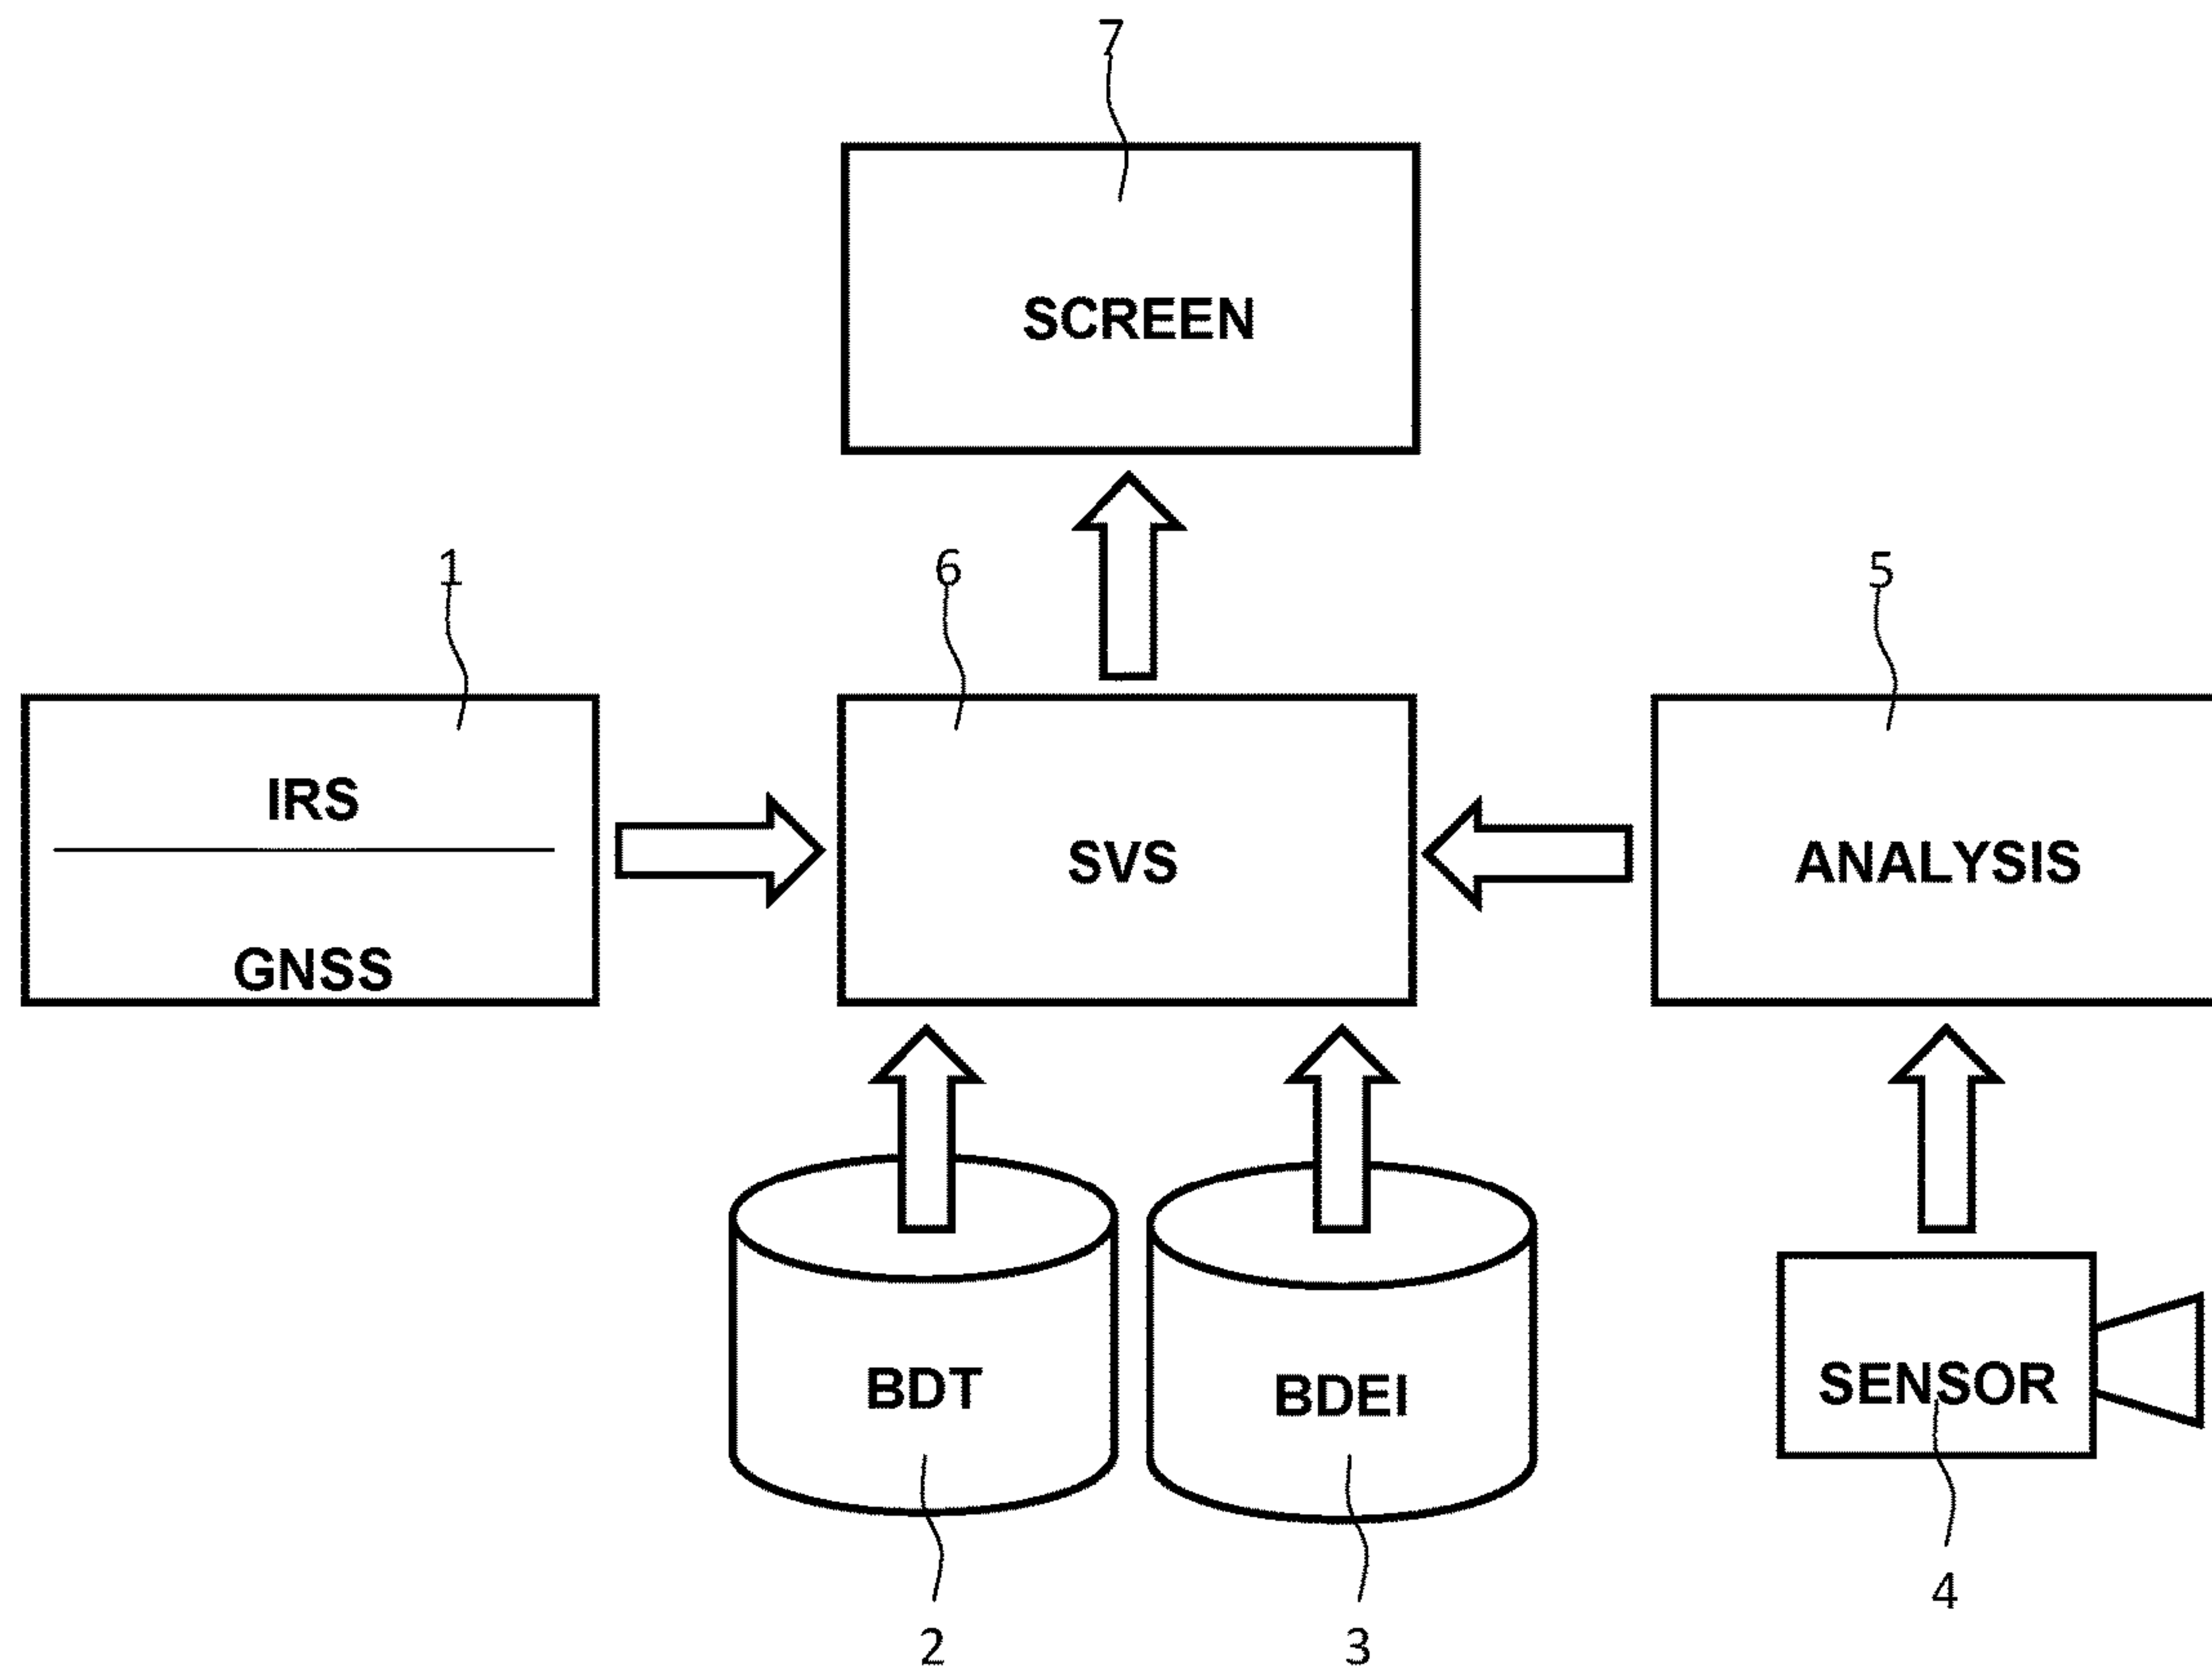 7
SCREEN
1
6
5
IRS
GNSS
SVS
ANALYSIS
BDT
BDEI
SENSOR
4
2
3